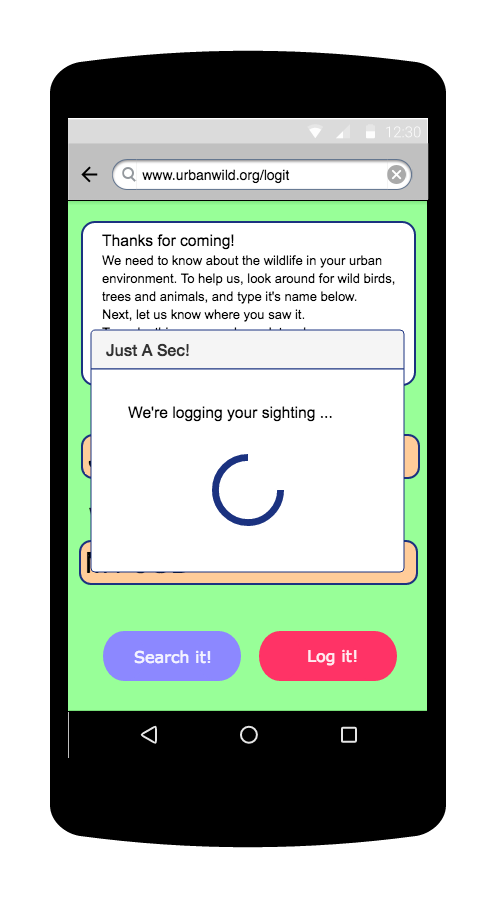 12:30
www.urbanwild.org/logit
Thanks for coming!
We need to know about the wildlife in your urban
environment. To help us, look around for wild birds,
trees and animals, and type it's name below.
Next, let us know where you saw it.
Just A Sec!
We're logging your sighting ...
Search it!
Log it!